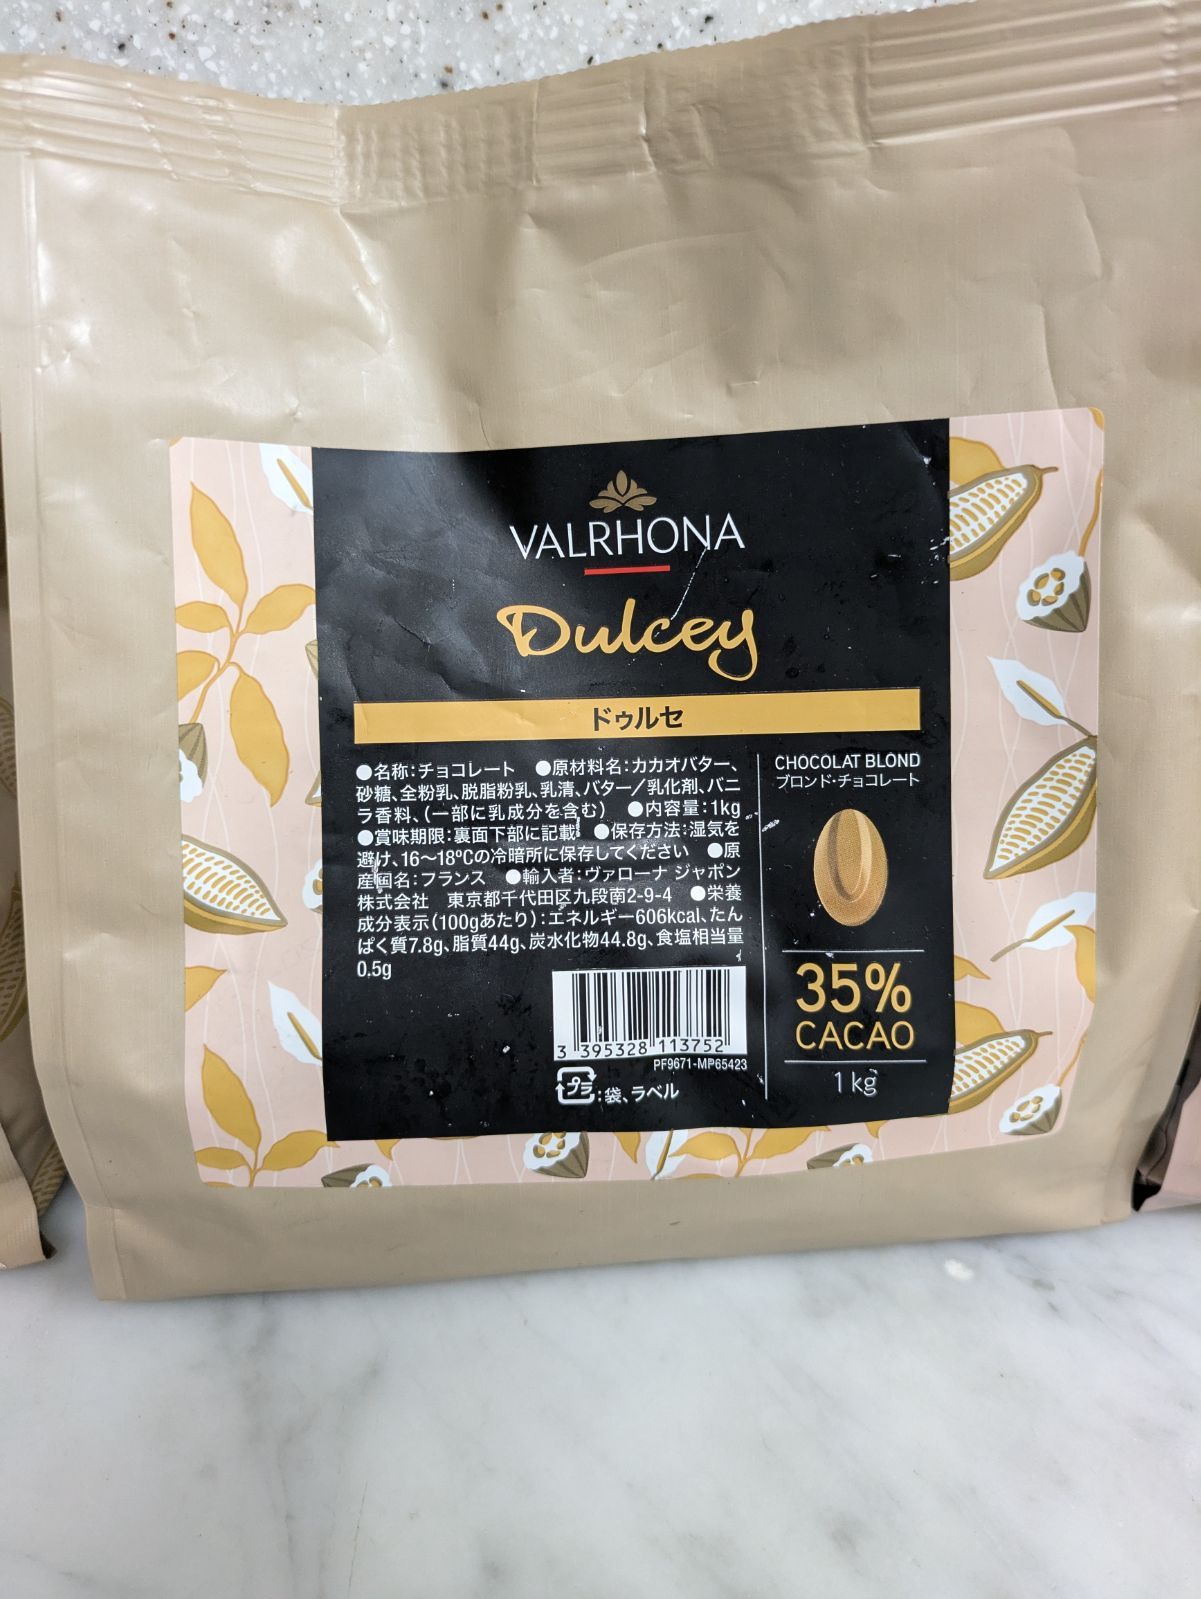 VALRHONA
Dulcey
ドゥルセ
●名称:チョコレート ●原材料名:カカオバター、
砂糖、全粉乳、脱脂粉乳、乳清、バター/乳化剤、バニ
ラ香料、(一部に乳成分を含む) ●内容量:1kg
●賞味期限:裏面下部に記載 ●保存方法:湿気を
避け、16〜18℃の冷暗所に保存してください ●原
産国名:フランス ●輸入者:ヴァローナ ジャポン
株式会社 東京都千代田区九段南2-9-4 ●栄養
成分表示(100gあたり):エネルギー606kcal、たん
ぱく質7.8g、脂質44g、炭水化物44.8g、食塩相当量
0.5g
3 395328 113752
PF9671-MP65423
プラ:袋、ラベル
CHOCOLAT BLOND
ブロンド・チョコレート
35%
CACAO
1 kg